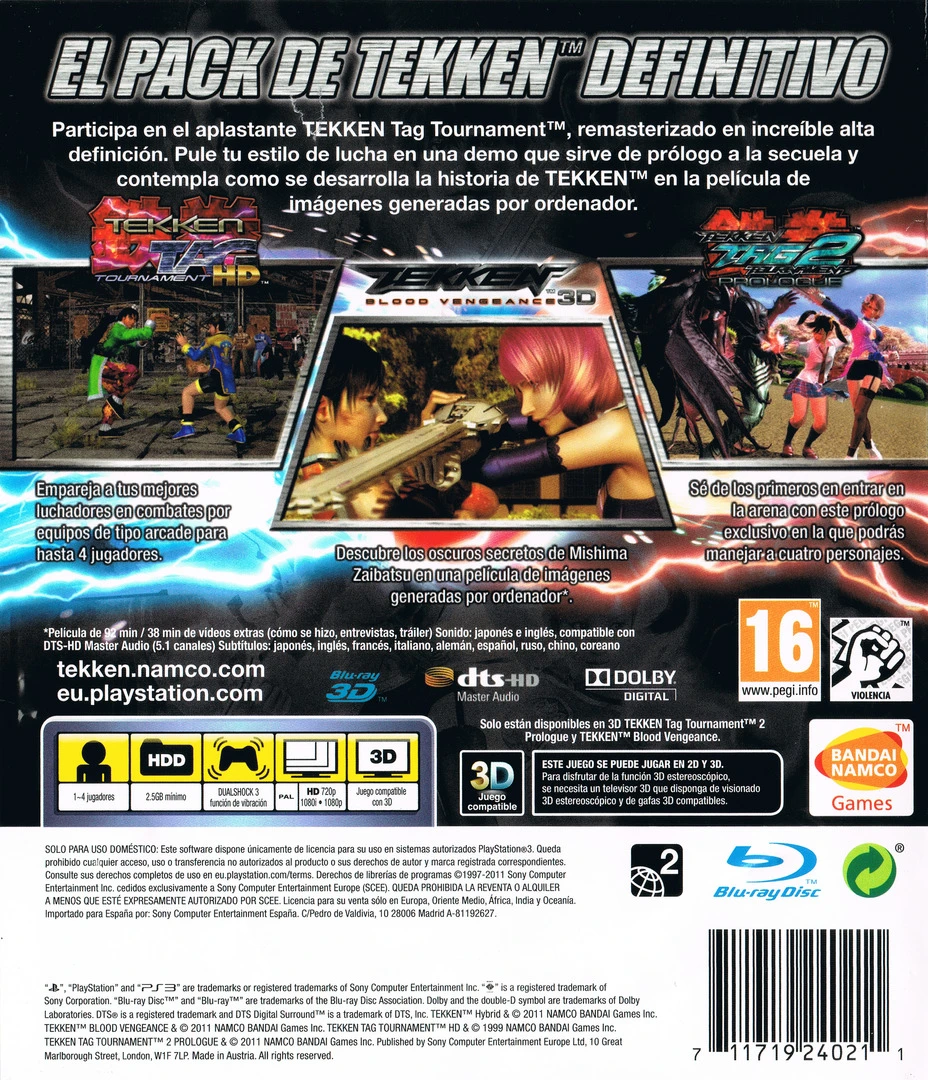 EL PACK DE TEKKEN™ DEFINITIVO
Participa en el aplastante TEKKEN Tag Tournament™, remasterizado en increíble alta
definición. Pule tu estilo de lucha en una demo que sirve de prólogo a la secuela y
contempla como se desarrolla la historia de TEKKEN™ en la película de
imágenes generadas por ordenador.
TEKKEN
TAG
TOURNAMENT HD™
TEKKEN™
BLOOD VENGEANCE 3D
TEKKEN
TAG 2
TOURNAMENT
PROLOGUE
Empareja a tus mejores
luchadores en combates por
equipos de tipo arcade para
hasta 4 jugadores.
Descubre los oscuros secretos de Mishima
Zaibatsu en una película de imágenes
generadas por ordenador*.
Sé de los primeros en entrar en
la arena con este prólogo
exclusivo en la que podrás
manejar a cuatro personajes.
*Película de 92 min / 38 min de videos extras (cómo se hizo, entrevistas, tráiler) Sonido: japonés e inglés, compatible con
DTS-HD Master Audio (5.1 canales) Subtítulos: japonés, inglés, francés, italiano, alemán, español, ruso, chino, coreano
tekken.namco.com
eu.playstation.com
Blu-ray
3D™
dts-HD
Master Audio
DOLBY
DIGITAL
16™
www.pegi.info
™
VIOLENCIA
Solo están disponibles en 3D TEKKEN Tag Tournament™ 2
Prologue y TEKKEN™ Blood Vengeance.
1~4 jugadores
HDD
2.5GB mínimo
DUALSHOCK 3
función de vibración
PAL
HD 720p
1080i • 1080p
3D
Juego compatible
con 3D
3D
Juego
compatible
ESTE JUEGO SE PUEDE JUGAR EN 2D Y 3D.
Para disfrutar de la función 3D estereoscópico,
se necesita un televisor 3D que disponga de visionado
3D estereoscópico y de gafas 3D compatibles.
BANDAI
NAMCO
Games
TM
SOLO PARA USO DOMÉSTICO: Este software dispone únicamente de licencia para su uso en sistemas autorizados PlayStation®3. Queda
prohibido cualquier acceso, uso o transferencia no autorizados al producto o sus derechos de autor y marca registrada correspondientes.
Consulte sus derechos completos de uso en eu.playstation.com/terms. Derechos de librerías de programas ©1997-2011 Sony Computer
Entertainment Inc. cedidos exclusivamente a Sony Computer Entertainment Europe (SCEE). QUEDA PROHIBIDA LA REVENTA O ALQUILER
A MENOS QUE ESTÉ EXPRESAMENTE AUTORIZADO POR SCEE. Licencia para su venta sólo en Europa, Oriente Medio, África, India y Oceanía.
Importado para España por: Sony Computer Entertainment España. C/Pedro de Valdivia, 10 28006 Madrid A-81192627.
2
Blu-ray Disc™
®
“ ”, “PlayStation” and “PS3” are trademarks or registered trademarks of Sony Computer Entertainment Inc. “ ” is a registered trademark of
Sony Corporation. “Blu-ray Disc™” and “Blu-ray™” are trademarks of the Blu-ray Disc Association. Dolby and the double-D symbol are trademarks of Dolby
Laboratories. DTS® is a registered trademark and DTS Digital Surround™ is a trademark of DTS, Inc. TEKKEN™ Hybrid & © 2011 NAMCO BANDAI Games Inc.
TEKKEN™ BLOOD VENGEANCE & © 2011 NAMCO BANDAI Games Inc. TEKKEN TAG TOURNAMENT™ HD & © 1999 NAMCO BANDAI Games Inc.
TEKKEN TAG TOURNAMENT™ 2 PROLOGUE & © 2011 NAMCO BANDAI Games Inc. Published by Sony Computer Entertainment Europe Ltd, 10 Great
Marlborough Street, London, W1F 7LP. Made in Austria. All rights reserved.
7 11719 24021 1